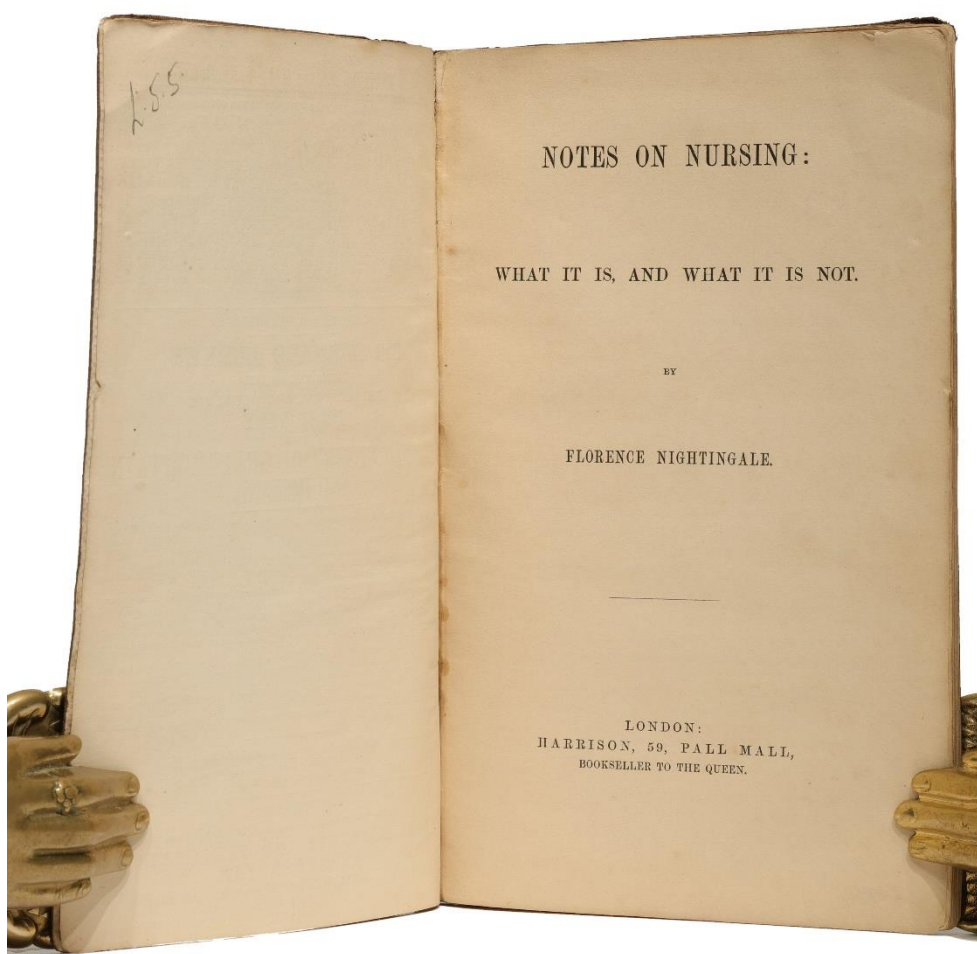 NOTES ON NURSING:
WHAT IT IS, AND WHAT IT IS NOT.
BY
FLORENCE NIGHTINGALE.
LONDON:
HARRISON, 59, PALL MALL,
BOOKSELLER TO THE QUEEN.